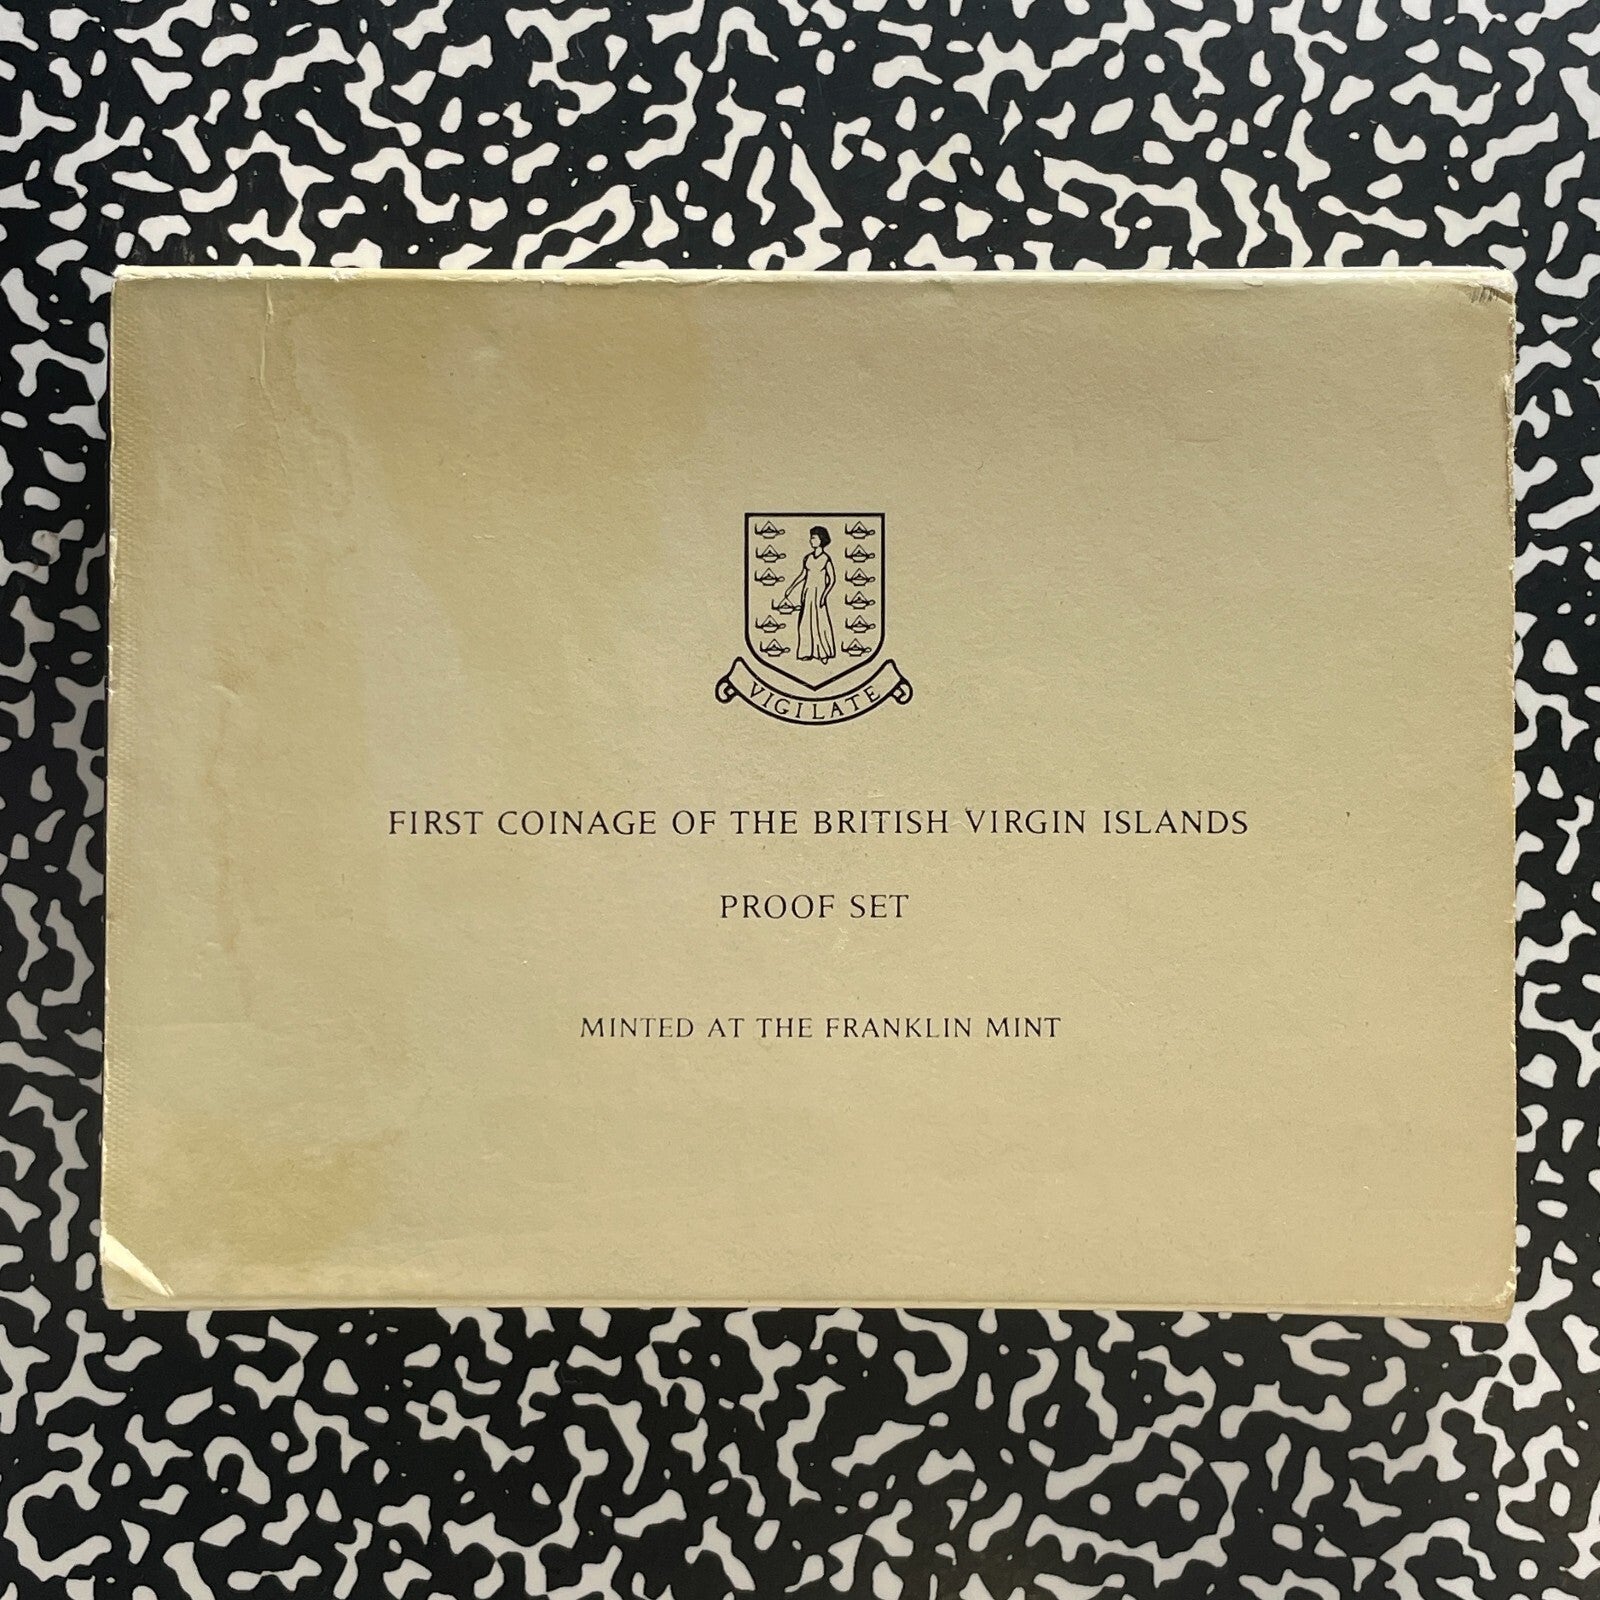 VIGILATE
FIRST COINAGE OF THE BRITISH VIRGIN ISLANDS
PROOF SET
MINTED AT THE FRANKLIN MINT